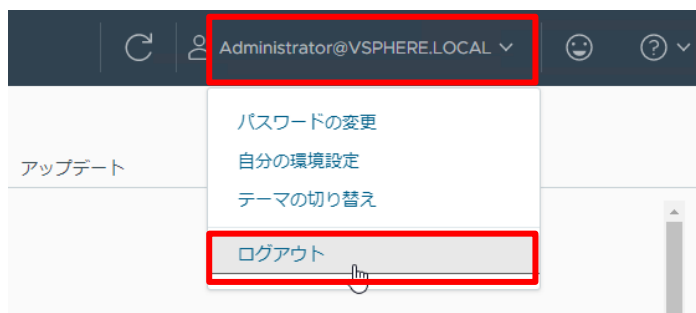 Administrator@VSPHERE.LOCAL
パスワードの変更
自分の環境設定
アップデート
テーマの切り替え
ログアウト